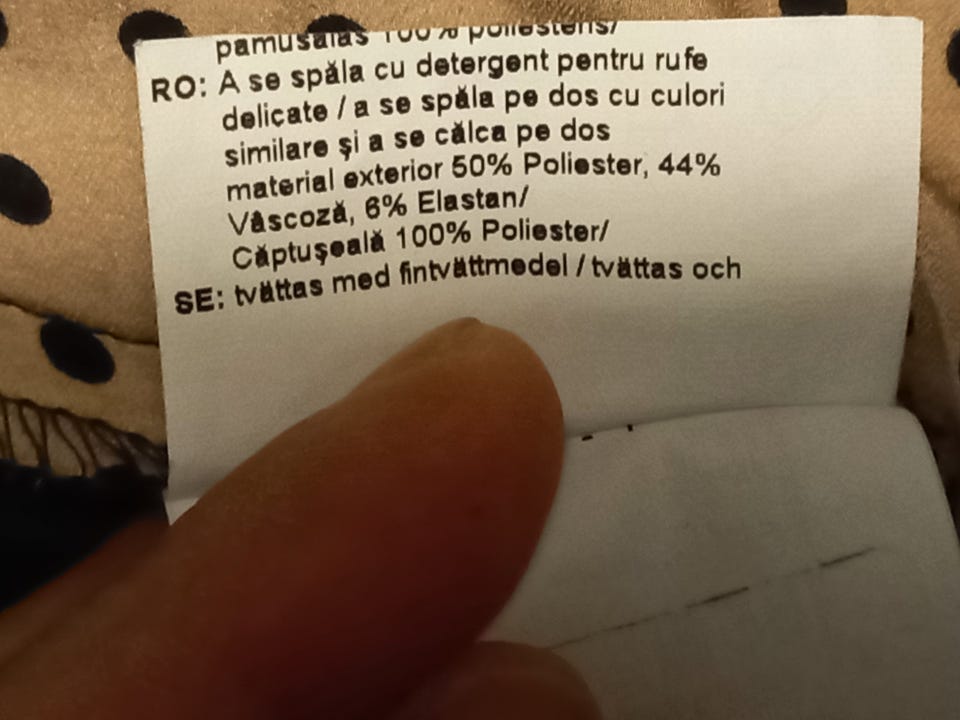 pamušalas 100% poliesteris/
RO: A se spăla cu detergent pentru rufe
delicate / a se spăla pe dos cu culori
similare şi a se călca pe dos
material exterior 50% Poliester, 44%
Vâscoză, 6% Elastan/
Căptuşeală 100% Poliester/
SE: tvättas med fintvättmedel / tvättas och